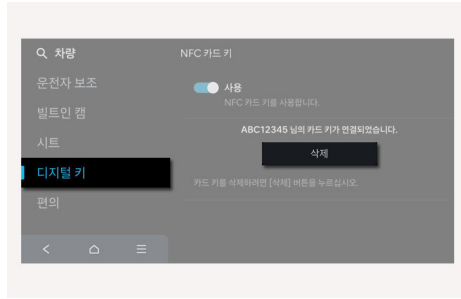 차량
운전자 보조
빌트인 캠
시트
디지털 키
편의
NFC 카드 키
사용
NFC 카드 키를 사용합니다.
ABC12345 님의 카드 키가 연결되었습니다.
삭제
카드 키를 삭제하려면 [삭제] 버튼을 누르십시오.